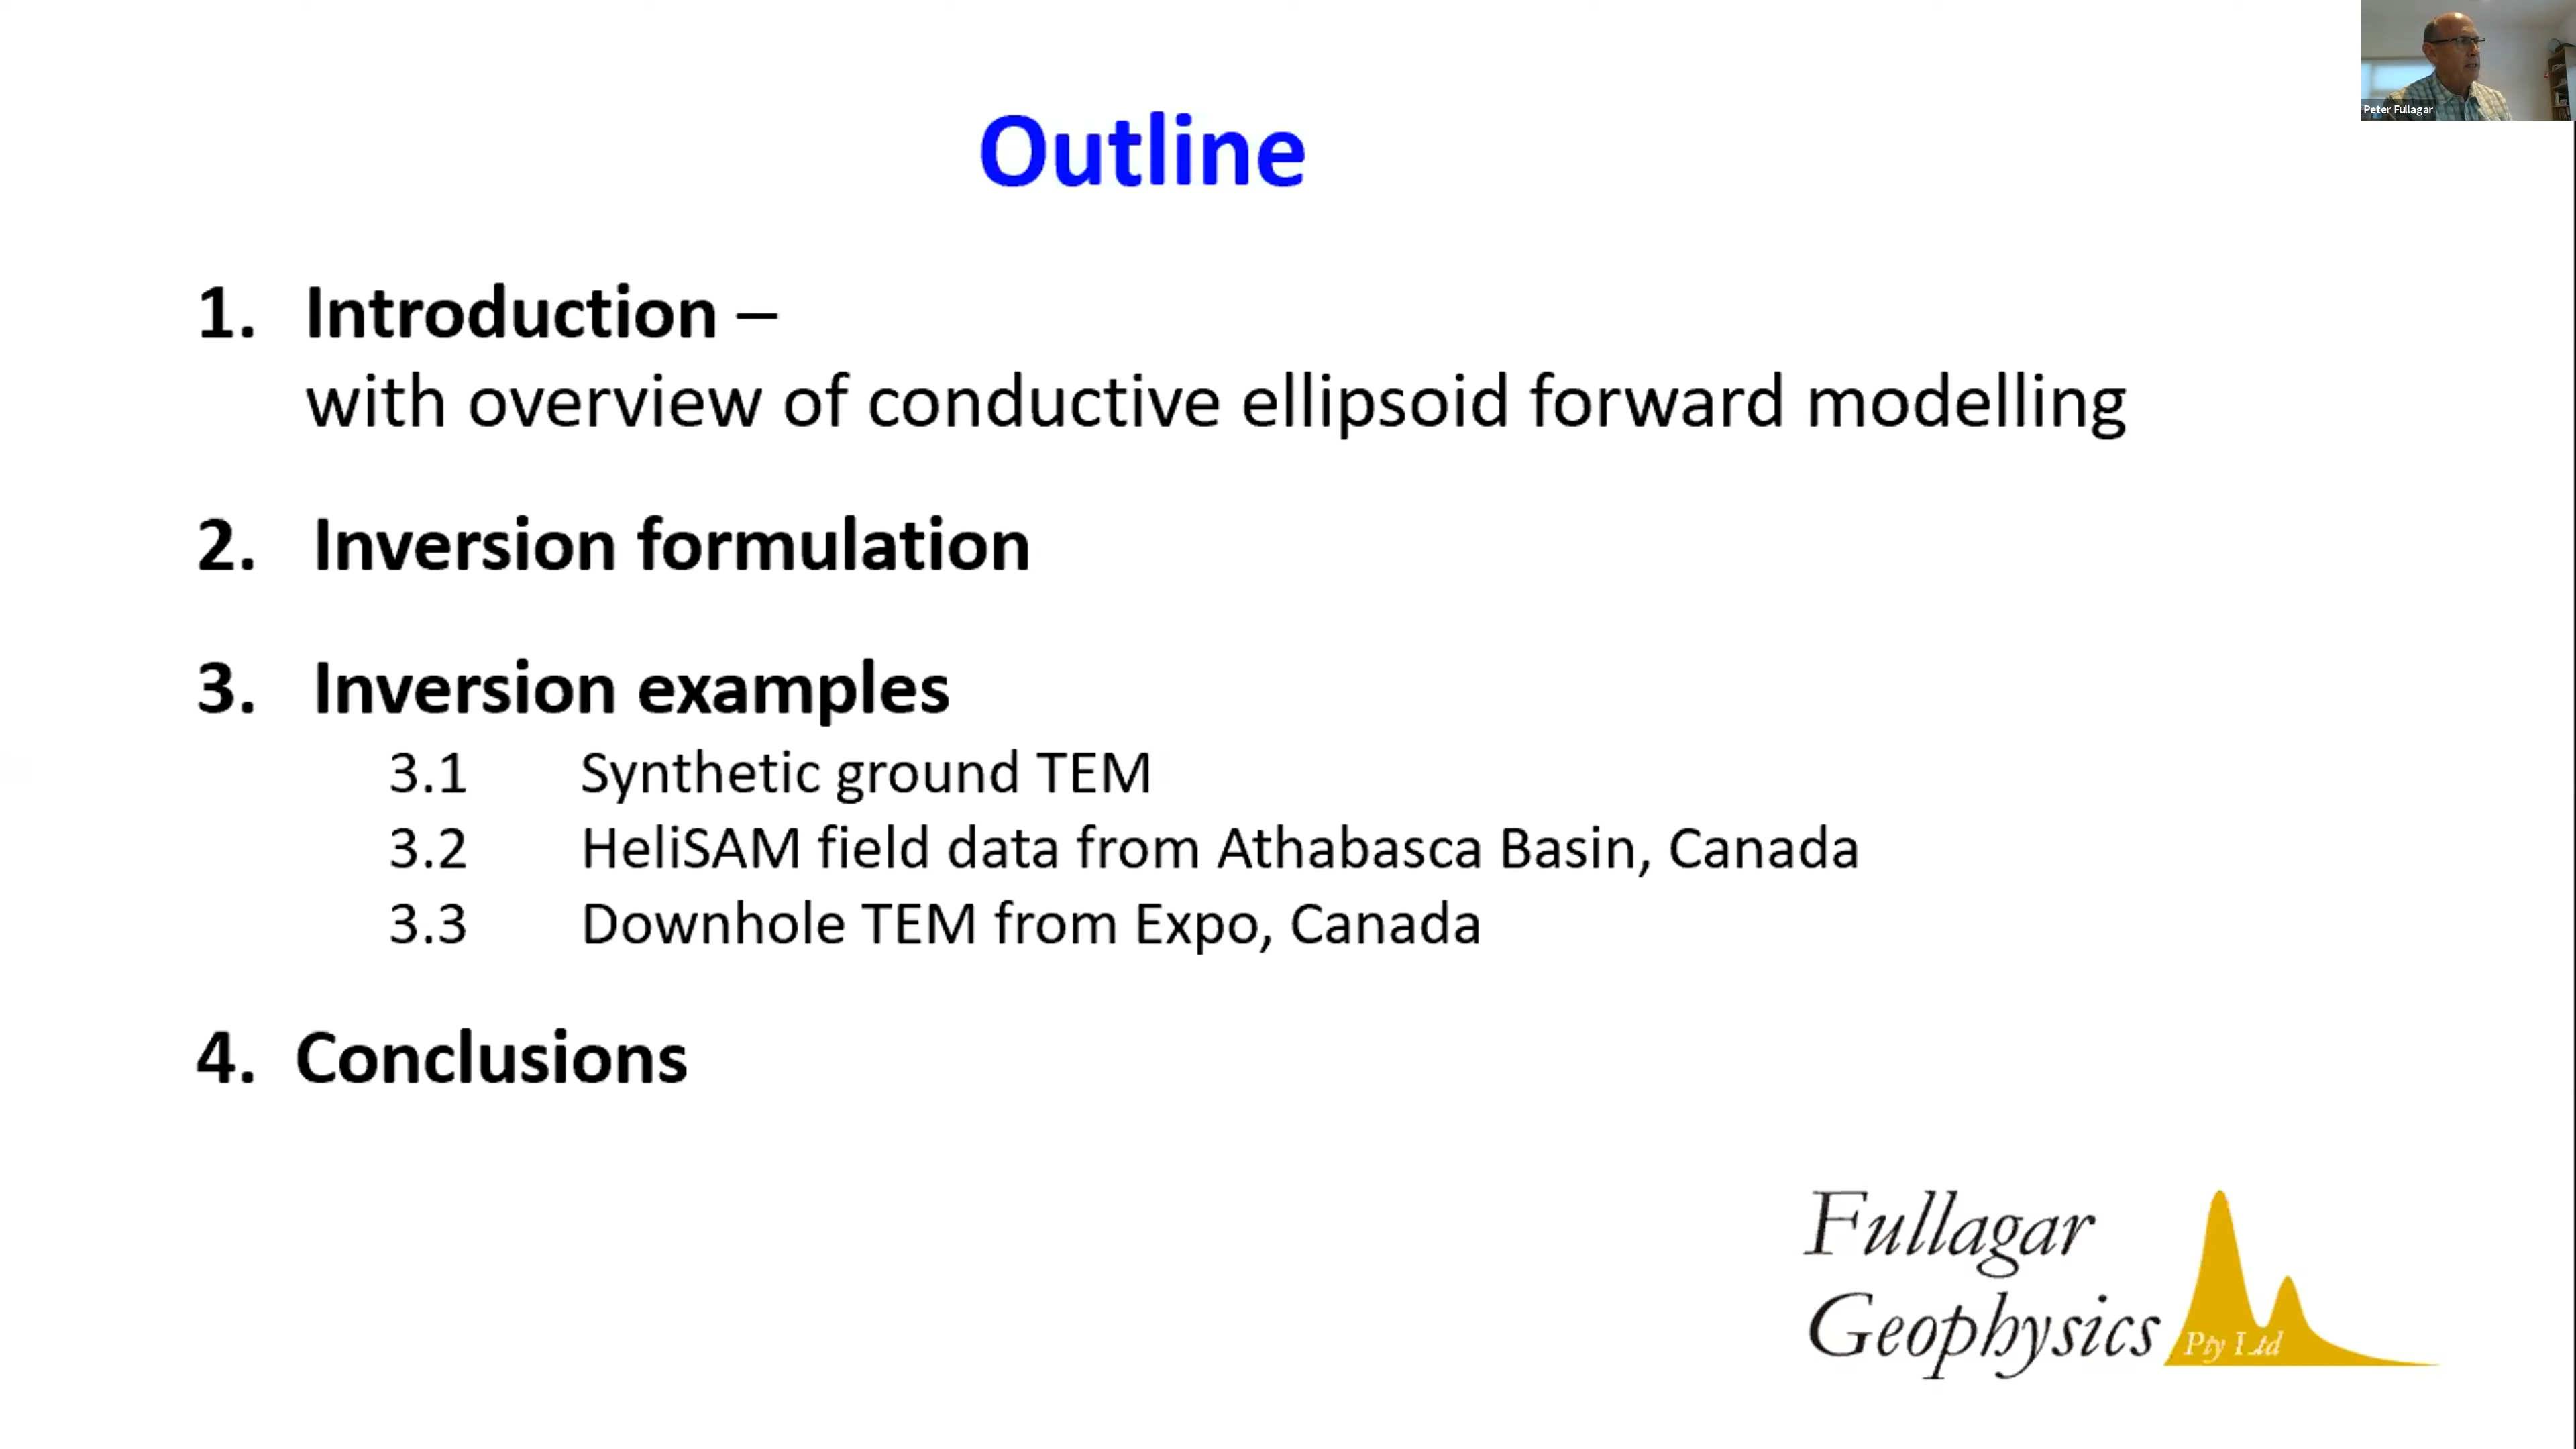 Peter Fullagar
Outline
1. Introduction –
with overview of conductive ellipsoid forward modelling
2. Inversion formulation
3. Inversion examples
3.1 Synthetic ground TEM
3.2 HeliSAM field data from Athabasca Basin, Canada
3.3 Downhole TEM from Expo, Canada
4. Conclusions
Fullagar
Geophysics Pty Ltd